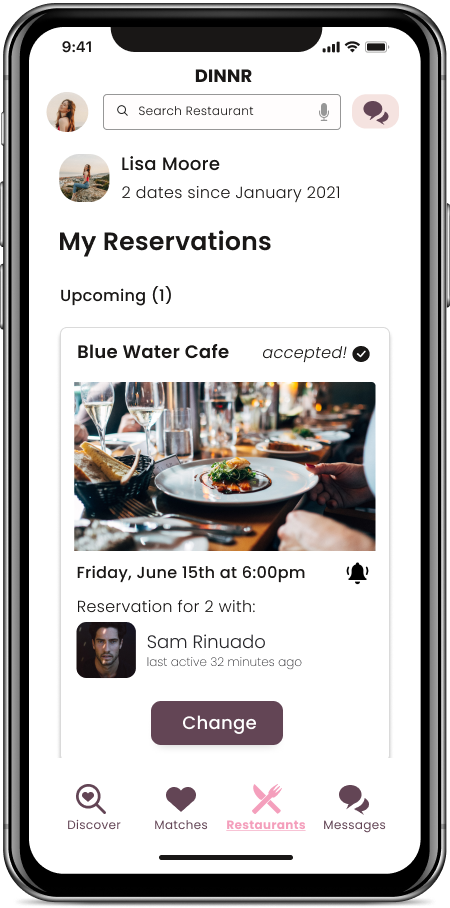 9:41
DINNR
Search Restaurant
Lisa Moore
2 dates since January 2021
My Reservations
Upcoming (1)
Blue Water Cafe accepted!
Friday, June 15th at 6:00pm
Reservation for 2 with:
Sam Rinuado
last active 32 minutes ago
Change
Discover Matches Restaurants Messages